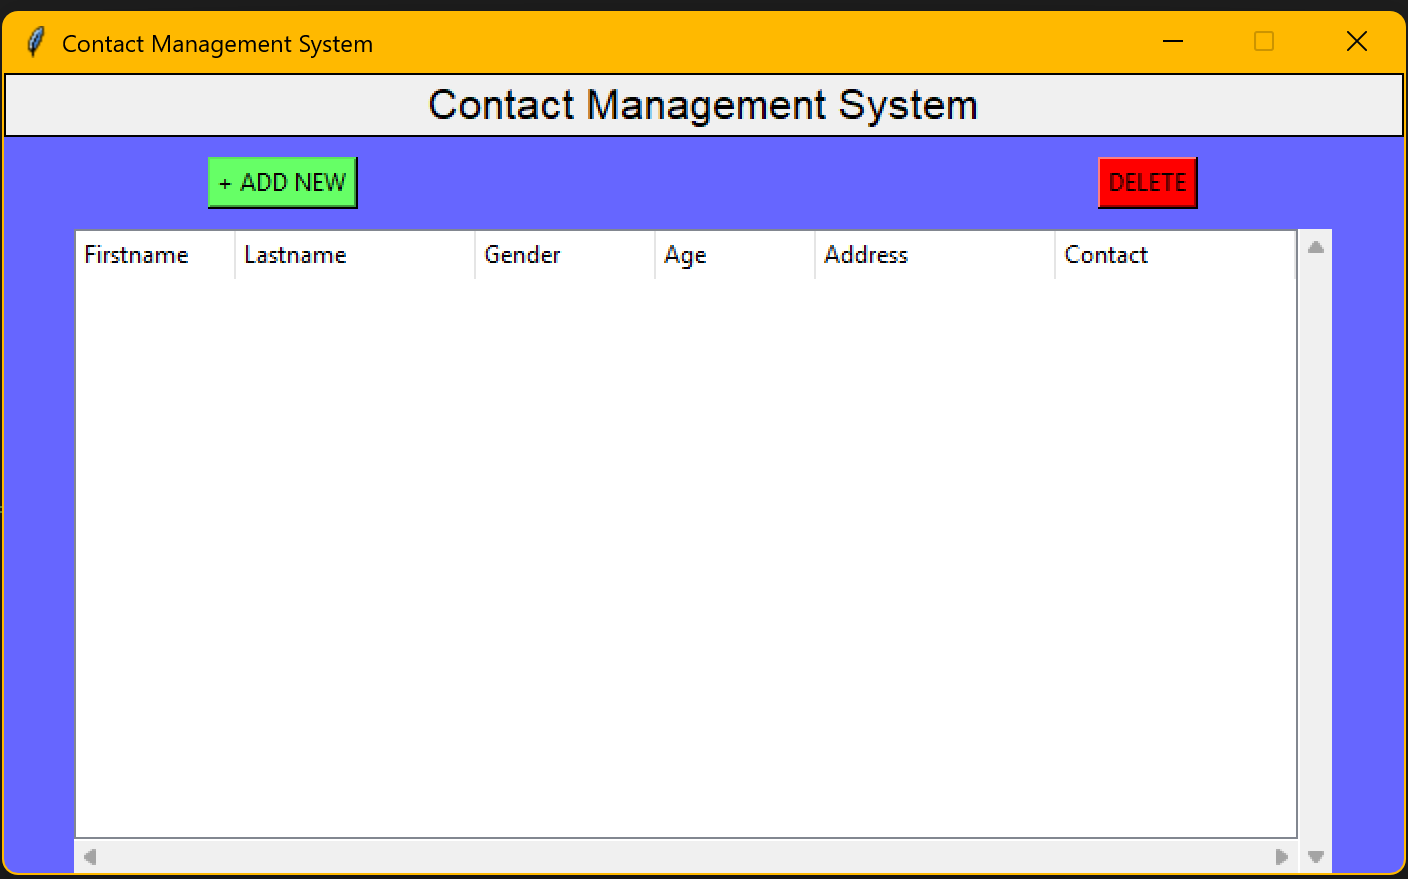 Contact Management System
Contact Management System
+ ADD NEW DELETE
Firstname Lastname Gender Age Address Contact